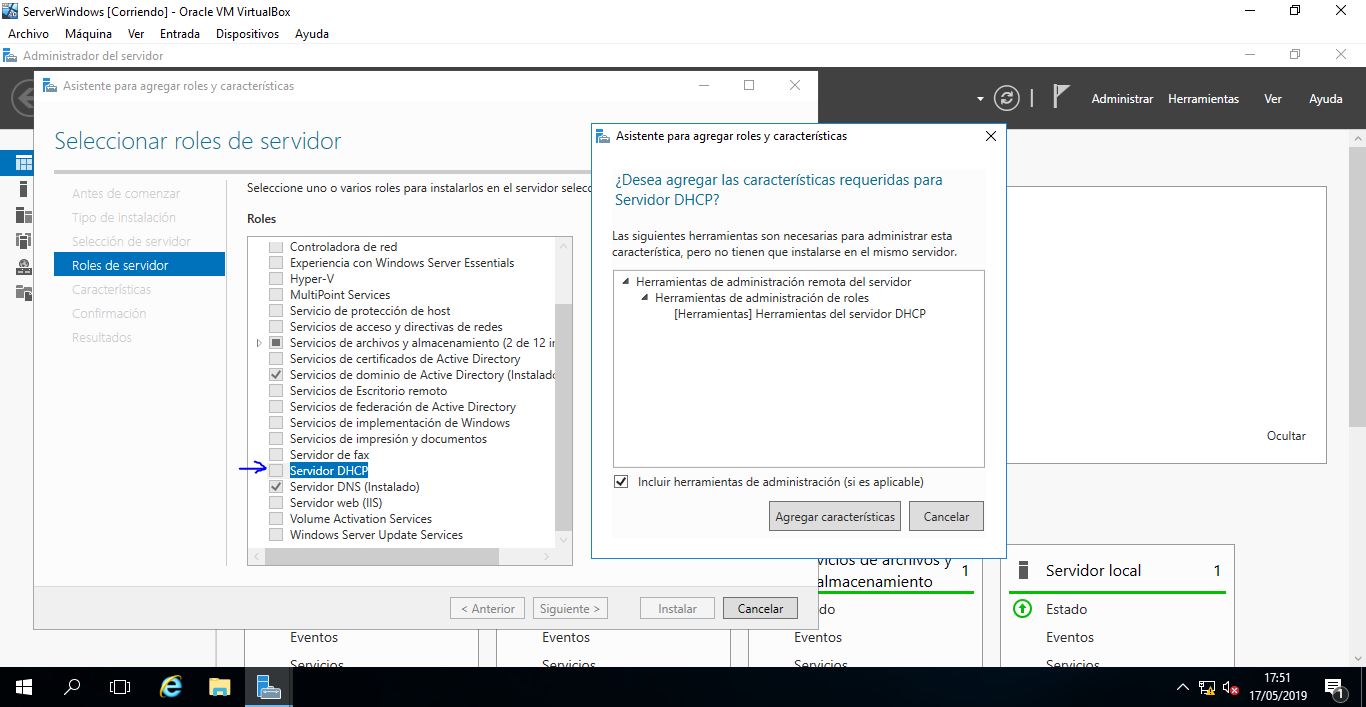 ServerWindows [Corriendo] - Oracle VM VirtualBox
Archivo Máquina Ver Entrada Dispositivos Ayuda
Administrador del servidor
Administrar Herramientas Ver Ayuda
Asistente para agregar roles y características
Seleccionar roles de servidor
Antes de comenzar
Tipo de instalación
Selección de servidor
Roles de servidor
Características
Confirmación
Resultados
Seleccione uno o varios roles para instalarlos en el servidor selecc
Roles
Controladora de red
Experiencia con Windows Server Essentials
Hyper-V
MultiPoint Services
Servicio de protección de host
Servicios de acceso y directivas de redes
Servicios de archivos y almacenamiento (2 de 12 in
Servicios de certificados de Active Directory
Servicios de dominio de Active Directory (Instalado
Servicios de Escritorio remoto
Servicios de federación de Active Directory
Servicios de implementación de Windows
Servicios de impresión y documentos
Servidor de fax
Servidor DHCP
Servidor DNS (Instalado)
Servidor web (IIS)
Volume Activation Services
Windows Server Update Services
< Anterior Siguiente > Instalar Cancelar
Asistente para agregar roles y características
¿Desea agregar las características requeridas para
Servidor DHCP?
Las siguientes herramientas son necesarias para administrar esta
característica, pero no tienen que instalarse en el mismo servidor.
Herramientas de administración remota del servidor
Herramientas de administración de roles
[Herramientas] Herramientas del servidor DHCP
Incluir herramientas de administración (si es aplicable)
Agregar características Cancelar
Ocultar
vicios de archivos y 1
almacenamiento
do
Servidor local 1
Estado
Eventos Eventos Eventos Eventos
Servicios Servicios Servicios Servicios
17:51
17/05/2019
1